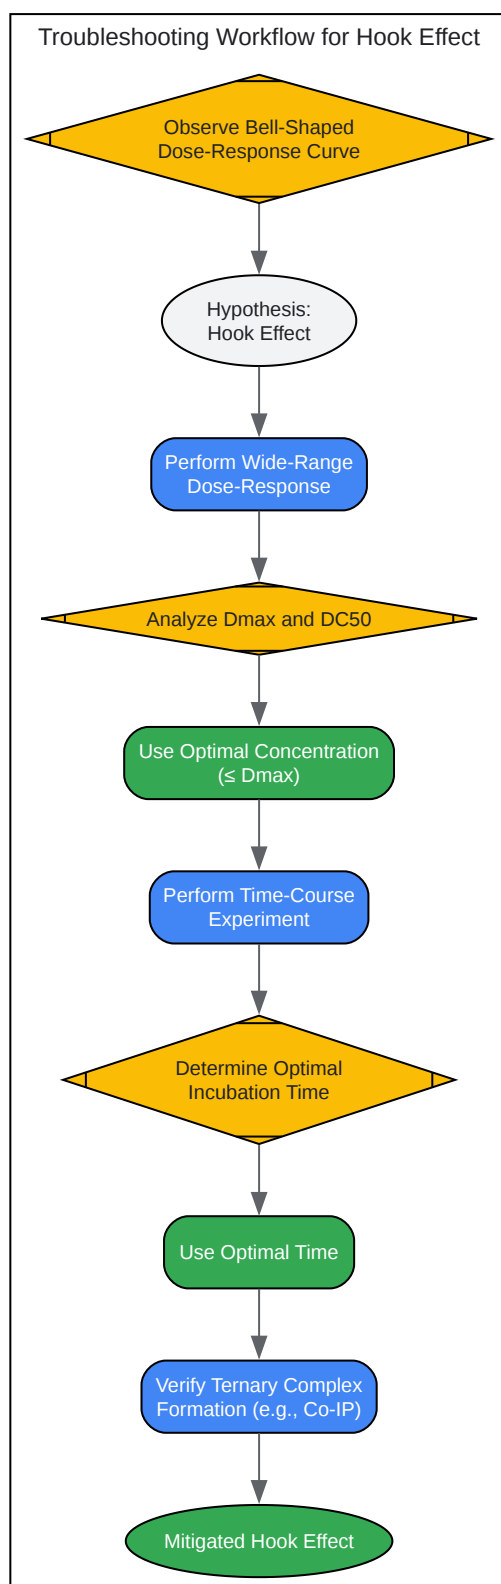 Troubleshooting Workflow for Hook Effect
Observe Bell-Shaped
Dose-Response Curve
Hypothesis:
Hook Effect
Perform Wide-Range
Dose-Response
Analyze Dmax and DC50
Use Optimal Concentration
(≤ Dmax)
Perform Time-Course
Experiment
Determine Optimal
Incubation Time
Use Optimal Time
Verify Ternary Complex
Formation (e.g., Co-IP)
Mitigated Hook Effect